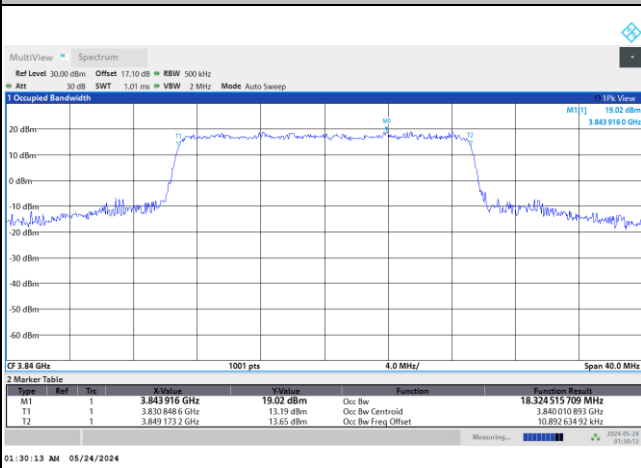 MultiView Spectrum
Ref Level 30.00 dBm Offset 17.10 dB RBW 500 kHz
Att 30 dB SWT 1.01 ms VBW 2 MHz Mode Auto Sweep
1 Occupied Bandwidth 1Pk View
M1[1] 19.02 dBm
3.843 916 0 GHz
M1
T1 T2
20 dBm
10 dBm
0 dBm
-10 dBm
-20 dBm
-30 dBm
-40 dBm
-50 dBm
-60 dBm
CF 3.84 GHz 1001 pts 4.0 MHz/ Span 40.0 MHz
2 Marker Table
Type Ref Trc X-Value Y-Value Function Function Result
M1 1 3.843 916 GHz 19.02 dBm Occ Bw 18.324 515 709 MHz
T1 1 3.830 848 6 GHz 13.19 dBm Occ Bw Centroid 3.840 010 893 GHz
T2 1 3.849 173 2 GHz 13.65 dBm Occ Bw Freq Offset 10.892 634 92 kHz
Measuring... 2024-05-24
01:30:12
01:30:13 AM 05/24/2024